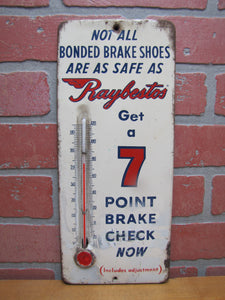 NOT ALL
BONDED BRAKE SHOES
ARE AS SAFE AS
Raybestos
Get
a
7
POINT
BRAKE
CHECK
NOW
(Includes adjustment)